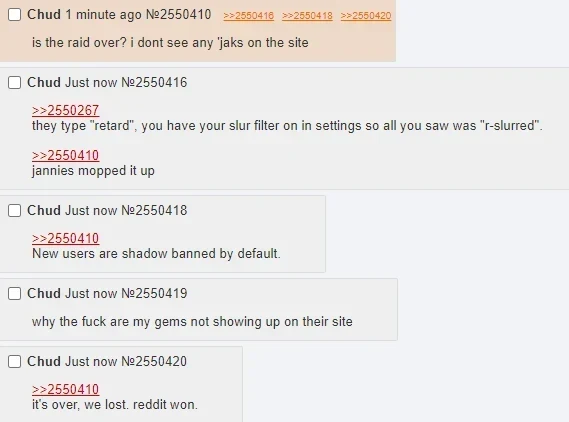 Chud 1 minute ago №2550410 >>2550416 >>2550418 >>2550420
is the raid over? i dont see any 'jaks on the site
Chud Just now №2550416
>>2550267
they type "retard", you have your slur filter on in settings so all you saw was "r-slurred".
>>2550410
jannies mopped it up
Chud Just now №2550418
>>2550410
New users are shadow banned by default.
Chud Just now №2550419
why the fuck are my gems not showing up on their site
Chud Just now №2550420
>>2550410
it's over, we lost. reddit won.